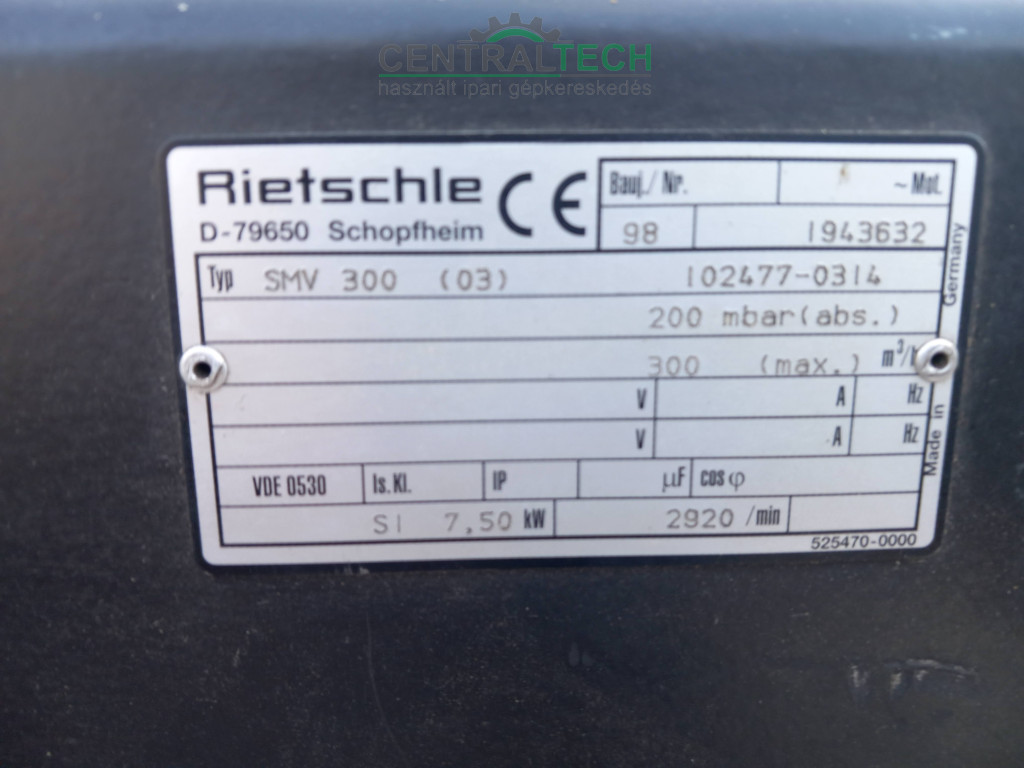 CENTRALTECH
használt ipari gépkereskedés
Rietschle CE
D-79650 Schopfheim
Bauj./ Nr. ~Mot.
98 1943632
Typ SMV 300 (03) 102477-0314
200 mbar(abs.)
300 (max.) m³/h
V A Hz
V A Hz
VDE 0530 Is.Kl. IP µF cos φ
S1 7,50 kW 2920 /min
525470-0000
Made in Germany